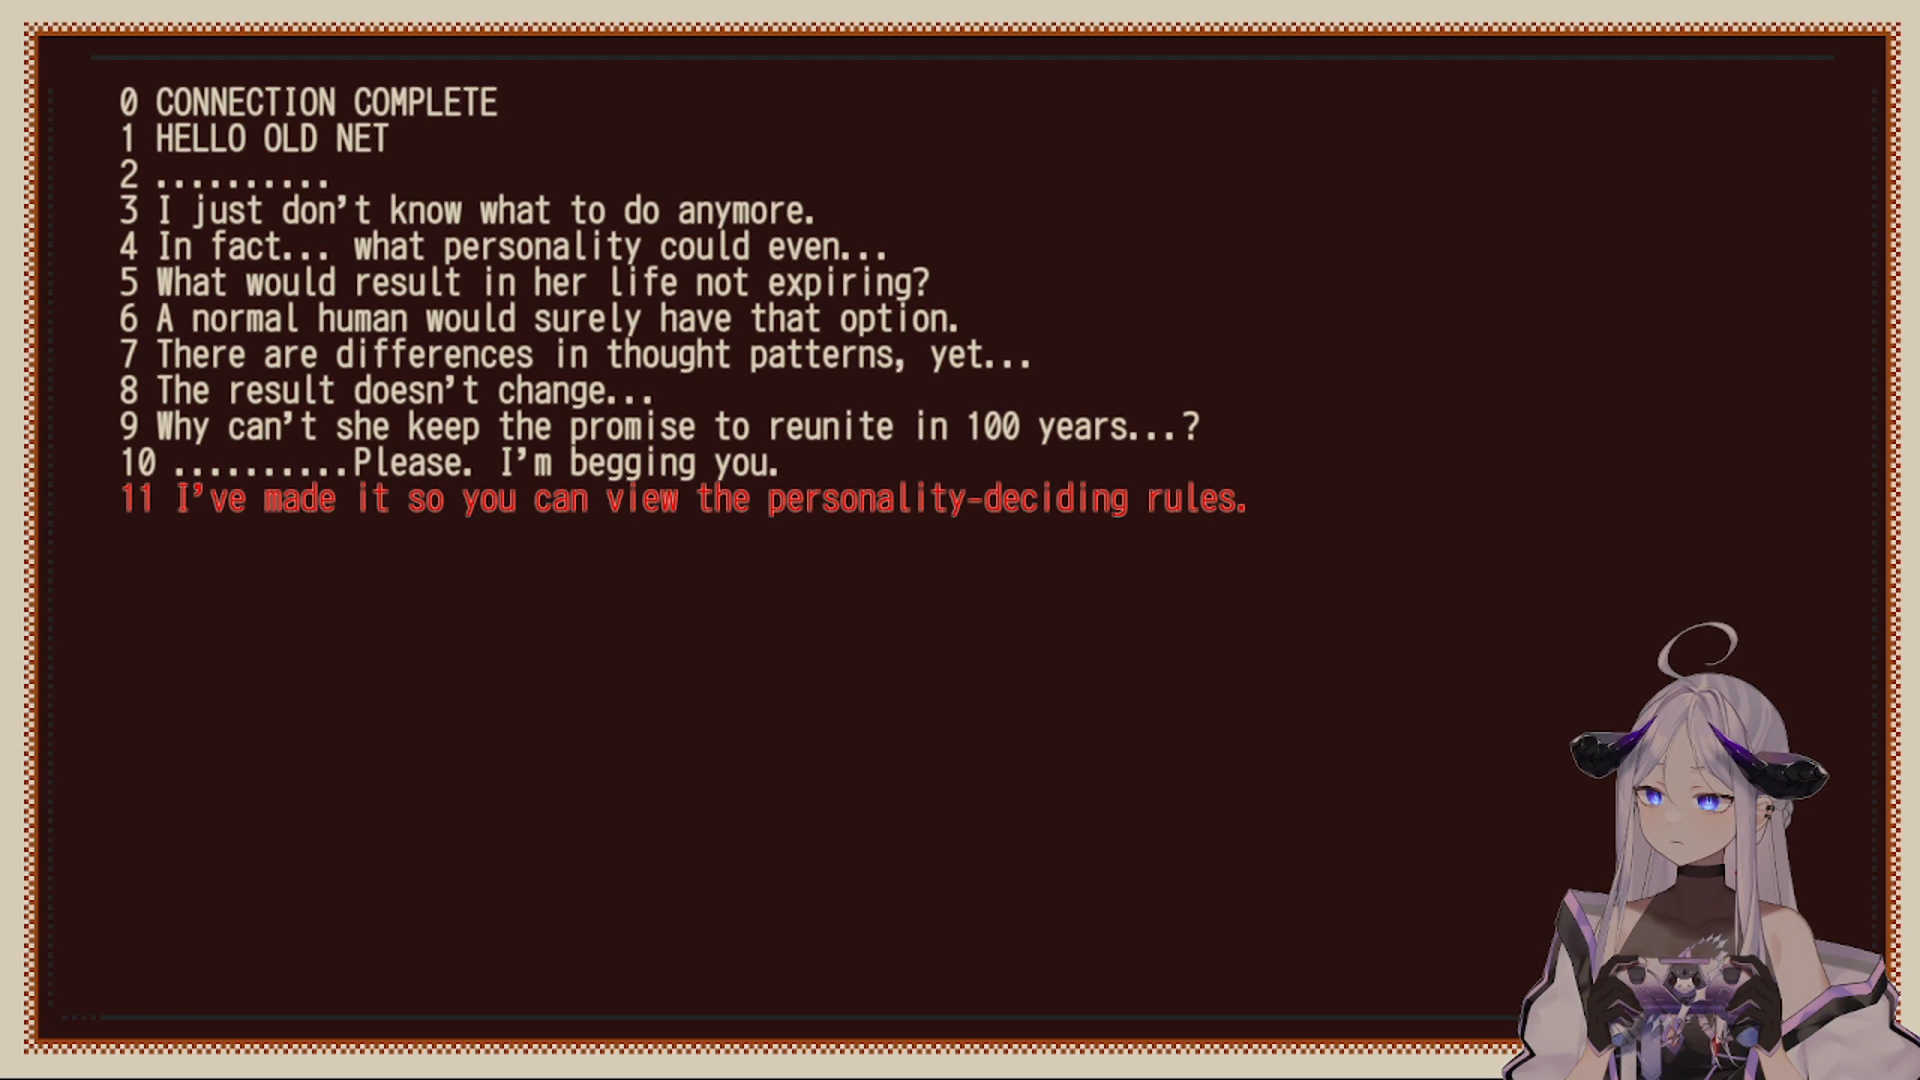 0 CONNECTION COMPLETE
1 HELLO OLD NET
2 ..........
3 I just don't know what to do anymore.
4 In fact... what personality could even...
5 What would result in her life not expiring?
6 A normal human would surely have that option.
7 There are differences in thought patterns, yet...
8 The result doesn't change...
9 Why can't she keep the promise to reunite in 100 years...?
10 ..........Please. I'm begging you.
11 I've made it so you can view the personality-deciding rules.